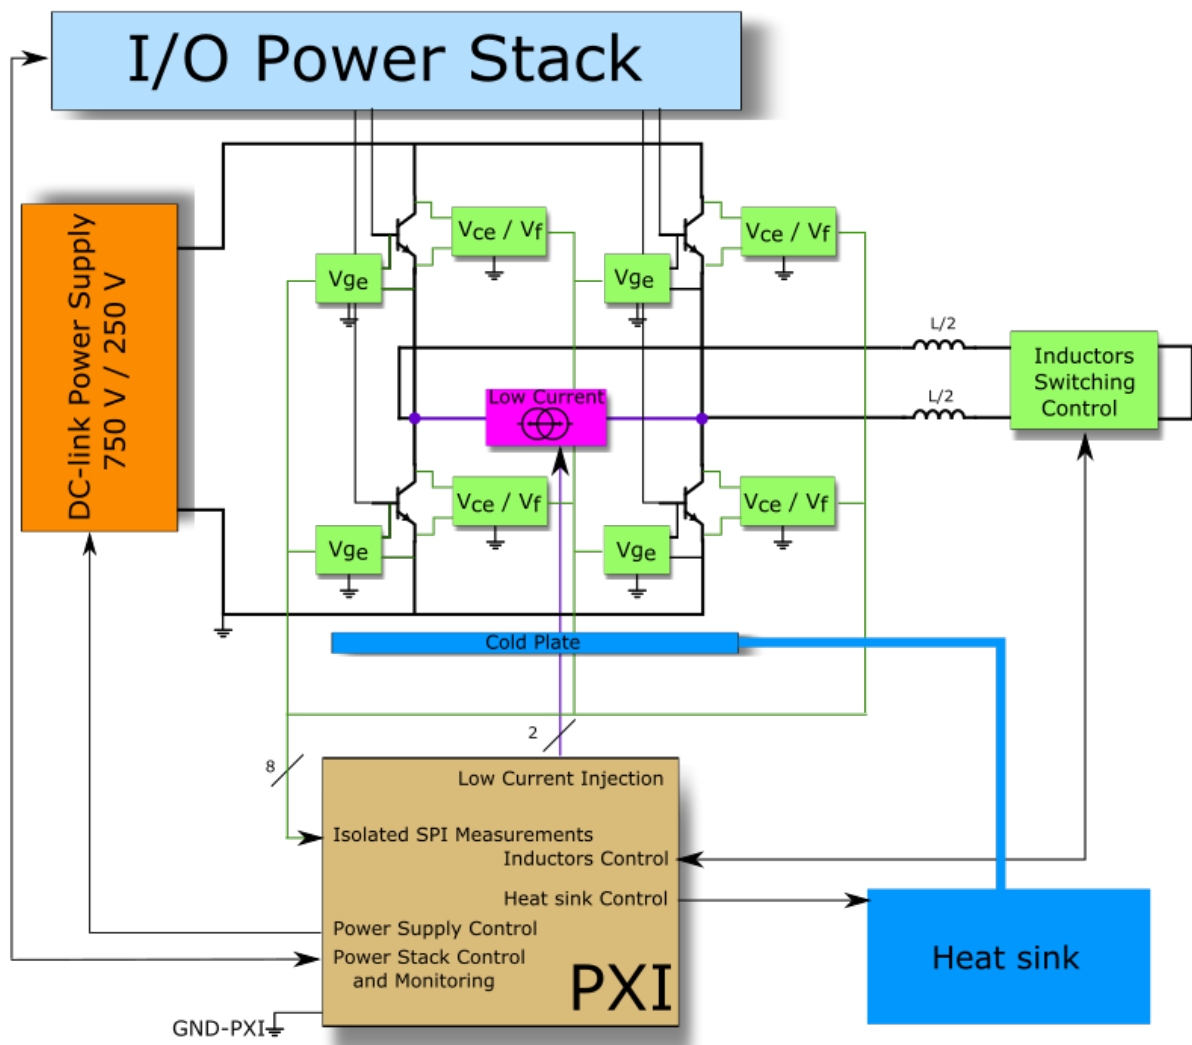 I/O Power Stack
DC-link Power Supply
750 V / 250 V
Vce / Vf
Vce / Vf
Vge
Vge
L/2
Inductors
Switching
Control
Low Current
L/2
Vce / Vf
Vce / Vf
Vge
Vge
Cold Plate
2
8
Low Current Injection
Isolated SPI Measurements
Inductors Control
Heat sink Control
Power Supply Control
Power Stack Control
and Monitoring
PXI
GND-PXI
Heat sink